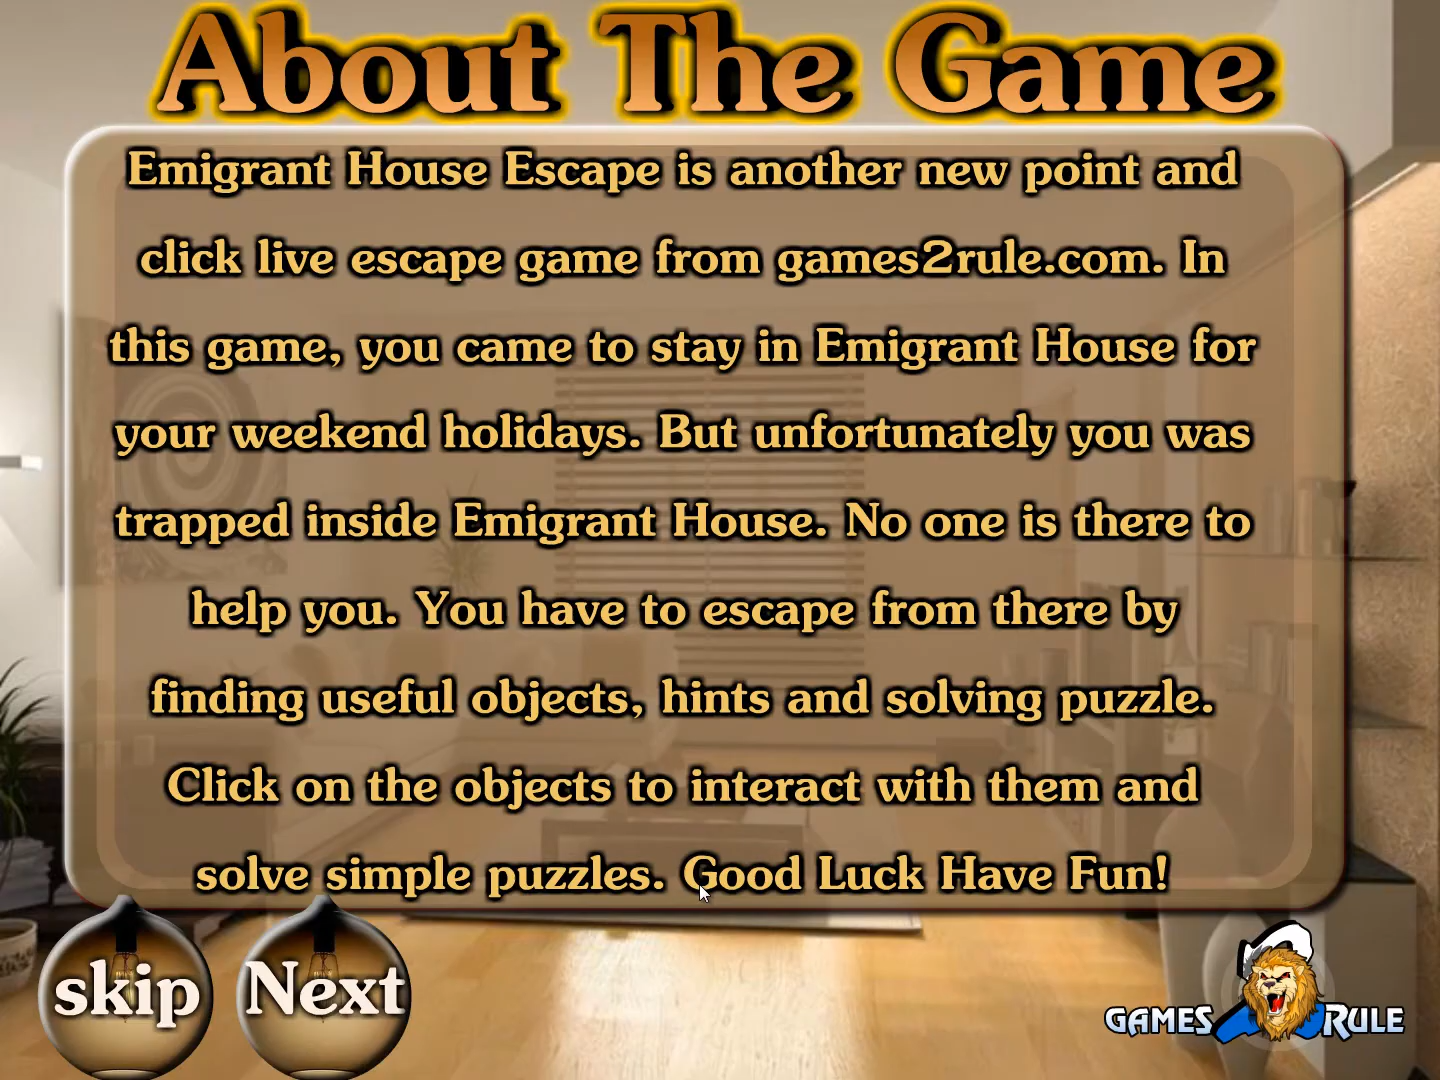 About The Game
Emigrant House Escape is another new point and
click live escape game from games2rule.com. In
this game, you came to stay in Emigrant House for
your weekend holidays. But unfortunately you was
trapped inside Emigrant House. No one is there to
help you. You have to escape from there by
finding useful objects, hints and solving puzzle.
Click on the objects to interact with them and
solve simple puzzles. Good Luck Have Fun!
skip Next
GAMES 2 RULE